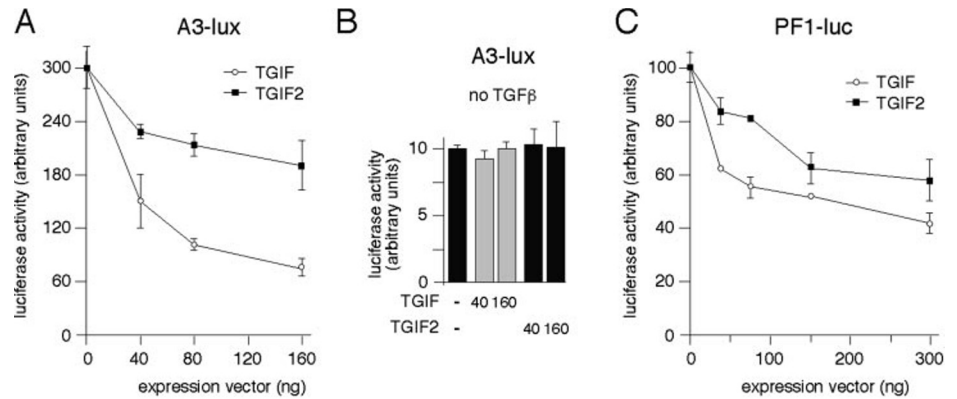 A
A3-lux
luciferase activity (arbitrary units)
300
240
180
120
60
0
TGIF
TGIF2
0 40 80 120 160
expression vector (ng)
B
A3-lux
no TGFβ
luciferase activity
(arbitrary units)
10
5
0
TGIF - 40 160
TGIF2 - 40 160
C
PF1-luc
luciferase activity (arbitrary units)
100
80
60
40
20
0
TGIF
TGIF2
0 100 200 300
expression vector (ng)